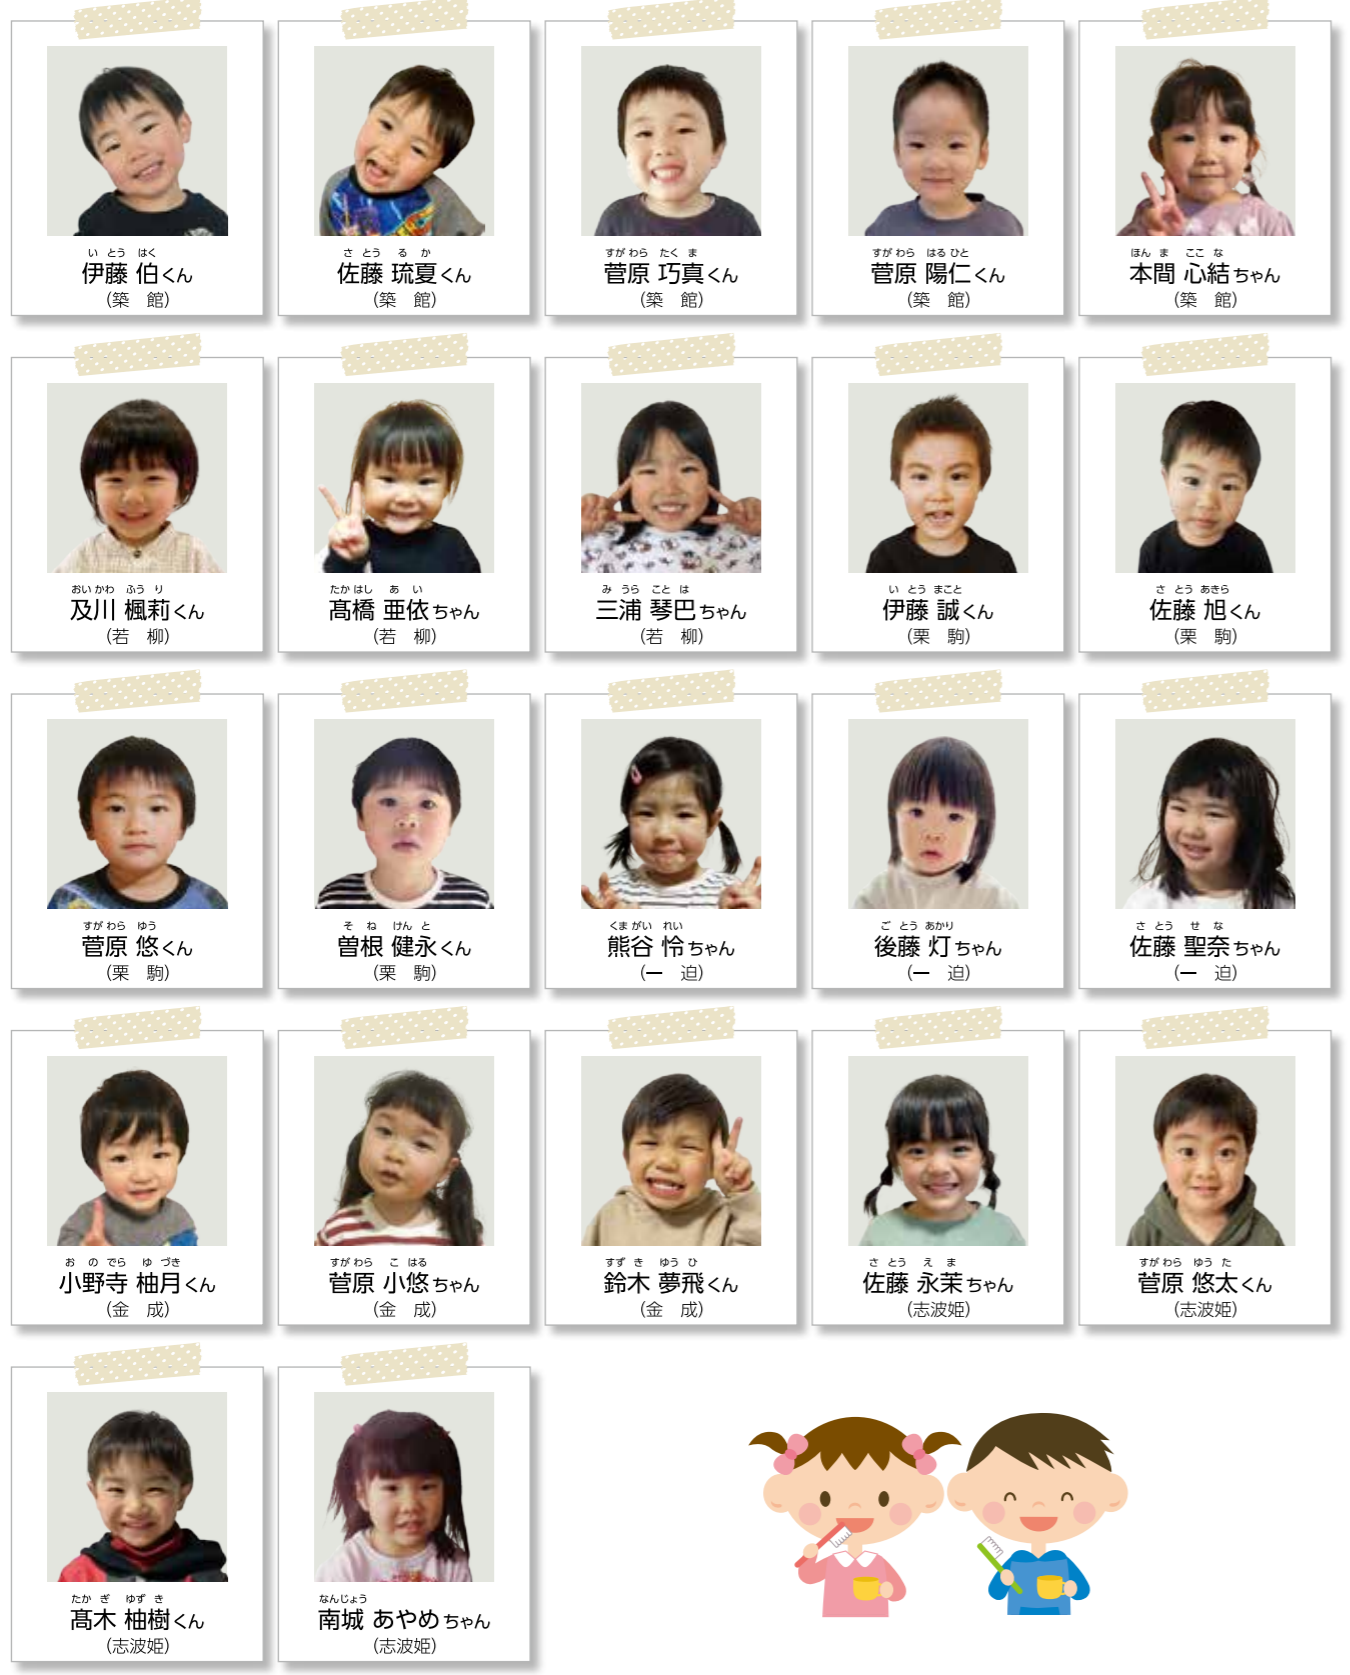 い とう はく
伊藤 伯くん
（築　館）
さ とう る か
佐藤 琉夏くん
（築　館）
すが わら たく ま
菅原 巧真くん
（築　館）
すが わら はる ひと
菅原 陽仁くん
（築　館）
ほん ま ここ な
本間 心結ちゃん
（築　館）
おい かわ ふう り
及川 楓莉くん
（若　柳）
たか はし あ い
髙橋 亜依ちゃん
（若　柳）
み うら こと は
三浦 琴巴ちゃん
（若　柳）
い とう まこと
伊藤 誠くん
（栗　駒）
さ とう あきら
佐藤 旭くん
（栗　駒）
すが わら ゆう
菅原 悠くん
（栗　駒）
そ ね けん と
曽根 健永くん
（栗　駒）
くま がい れい
熊谷 怜ちゃん
（一　迫）
ご とう あかり
後藤 灯ちゃん
（一　迫）
さ とう せ な
佐藤 聖奈ちゃん
（一　迫）
お の でら ゆ づき
小野寺 柚月くん
（金　成）
すが わら こ はる
菅原 小悠ちゃん
（金　成）
すず き ゆう ひ
鈴木 夢飛くん
（金　成）
さ とう え ま
佐藤 永茉ちゃん
（志波姫）
すが わら ゆう た
菅原 悠太くん
（志波姫）
たか ぎ ゆず き
髙木 柚樹くん
（志波姫）
なんじょう
南城 あやめちゃん
（志波姫）